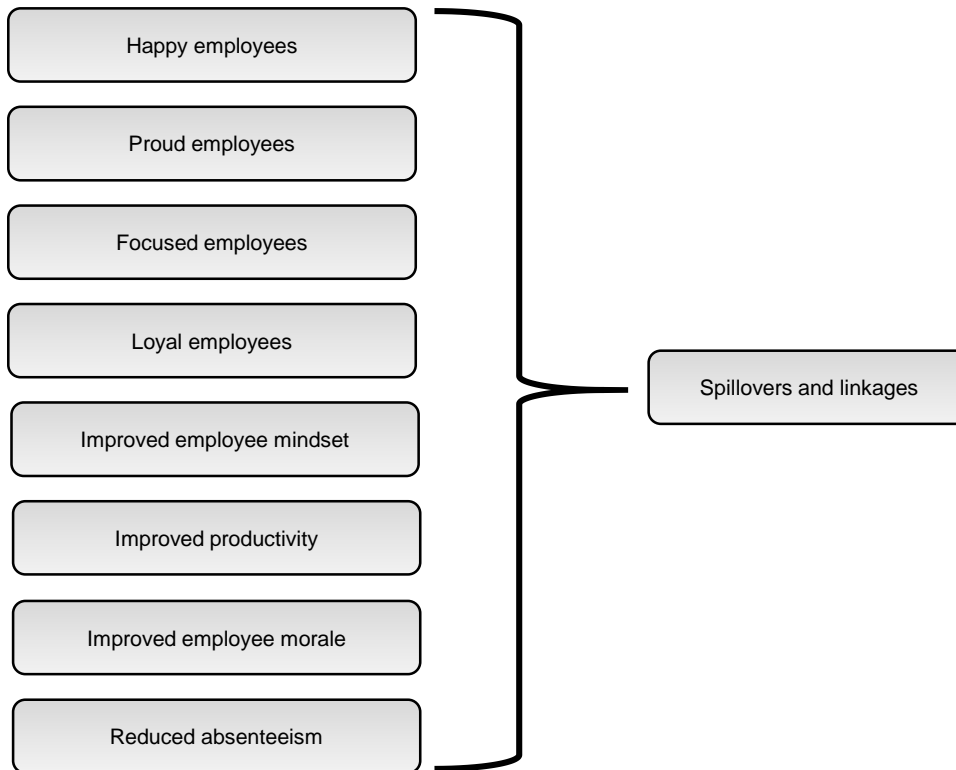 Happy employees
Proud employees
Focused employees
Loyal employees
Spillovers and linkages
Improved employee mindset
Improved productivity
Improved employee morale
Reduced absenteeism